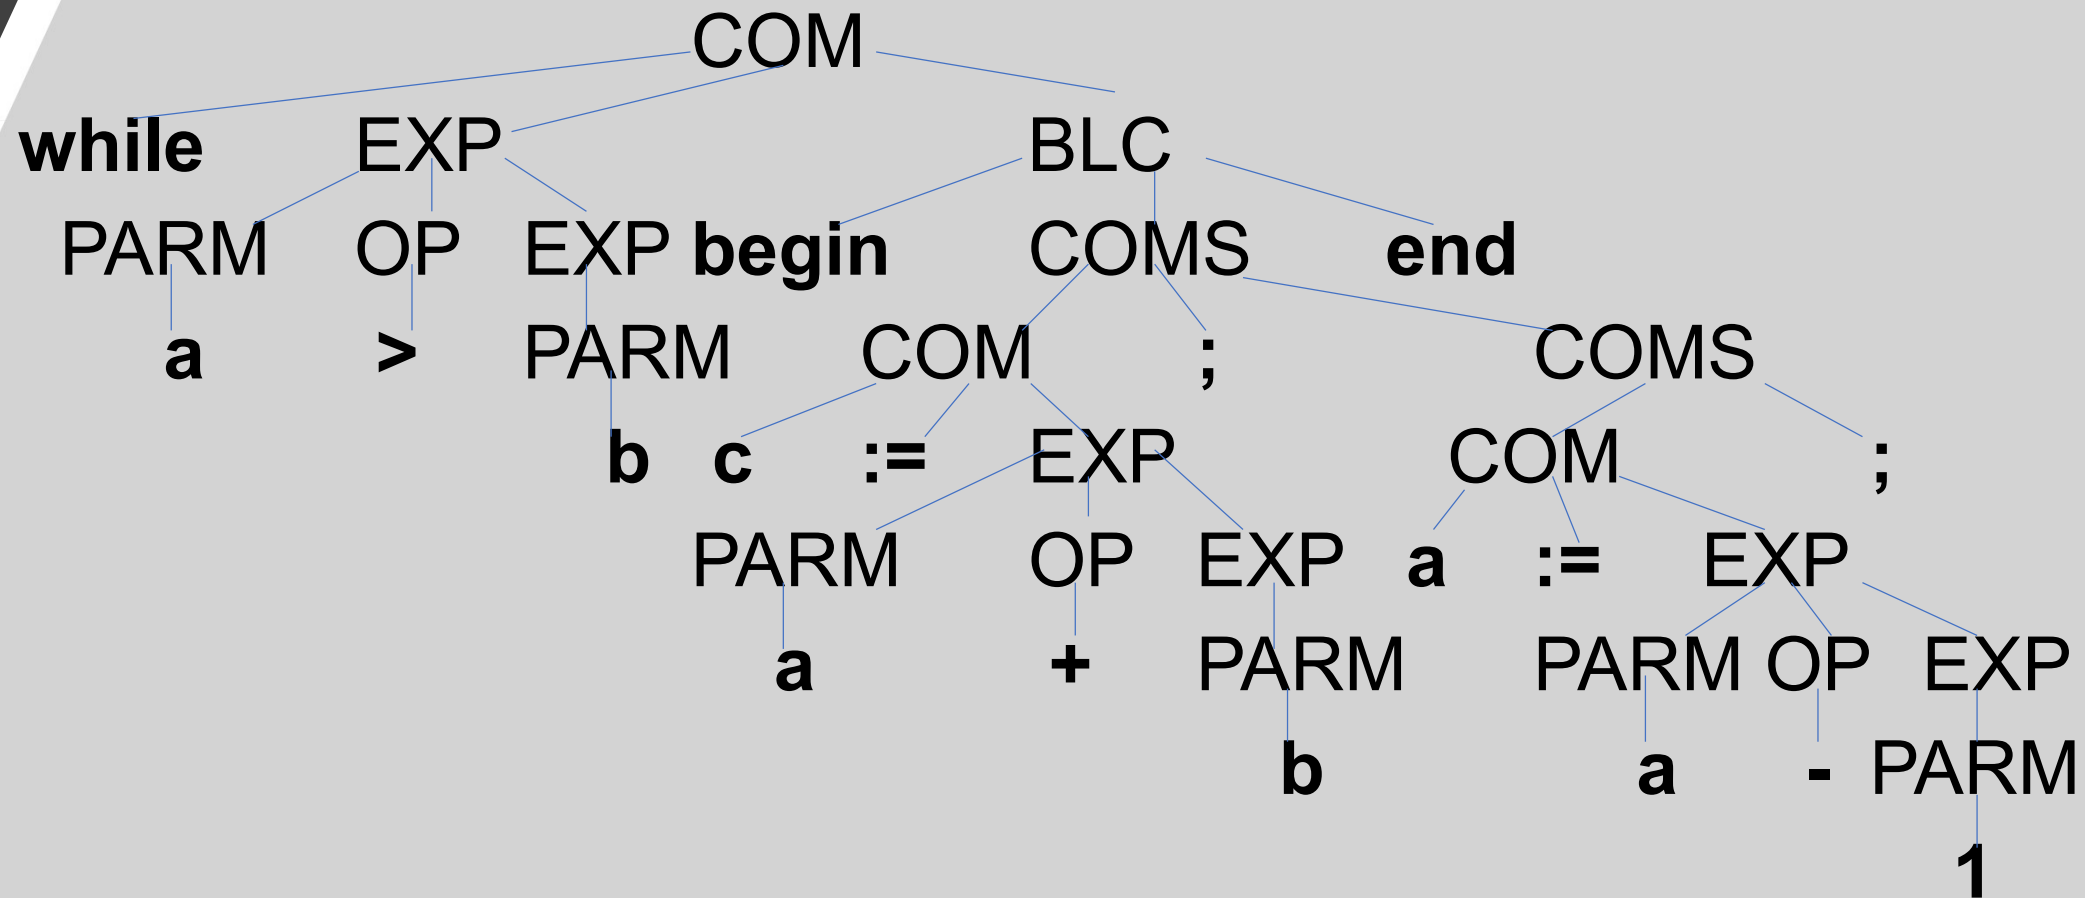 COM
while EXP BLC
PARM OP EXP begin COMS end
a > PARM COM ; COMS
b c := EXP COM ;
PARM OP EXP a := EXP
a + PARM PARM OP EXP
b a - PARM
1